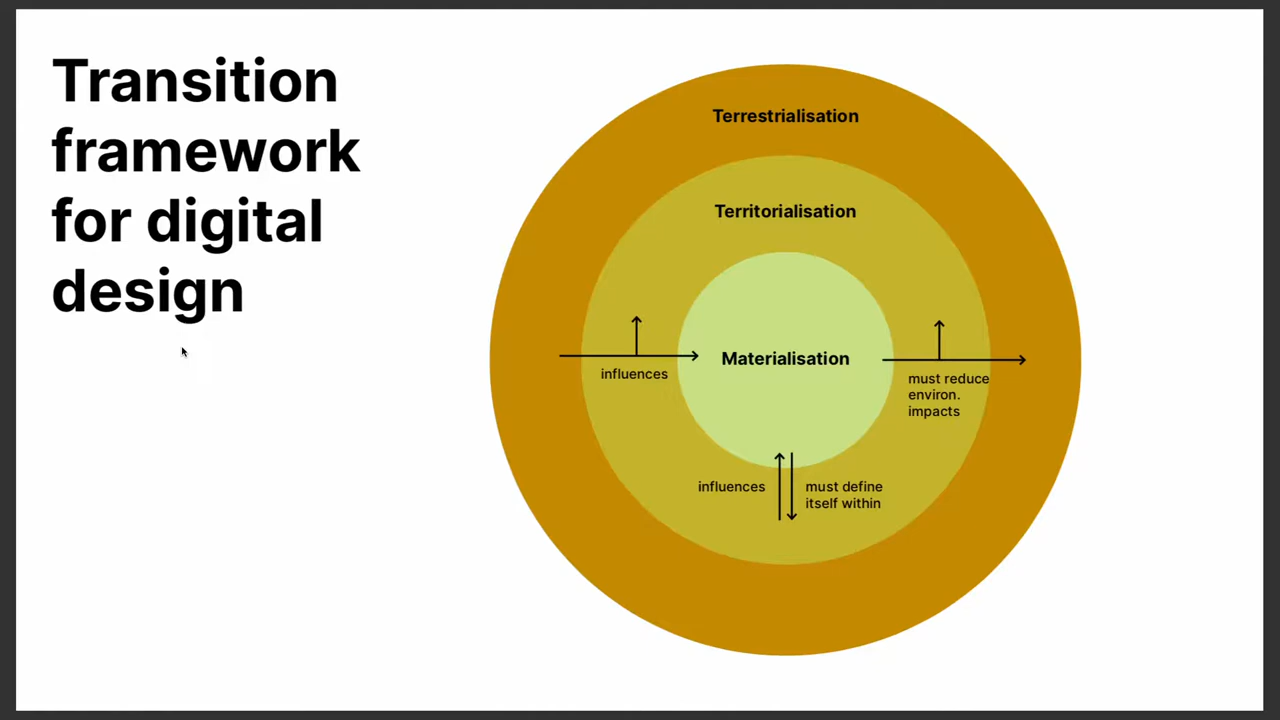 Transition
framework
for digital
design
Terrestrialisation
Territorialisation
Materialisation
influences
must reduce
environ.
impacts
influences
must define
itself within